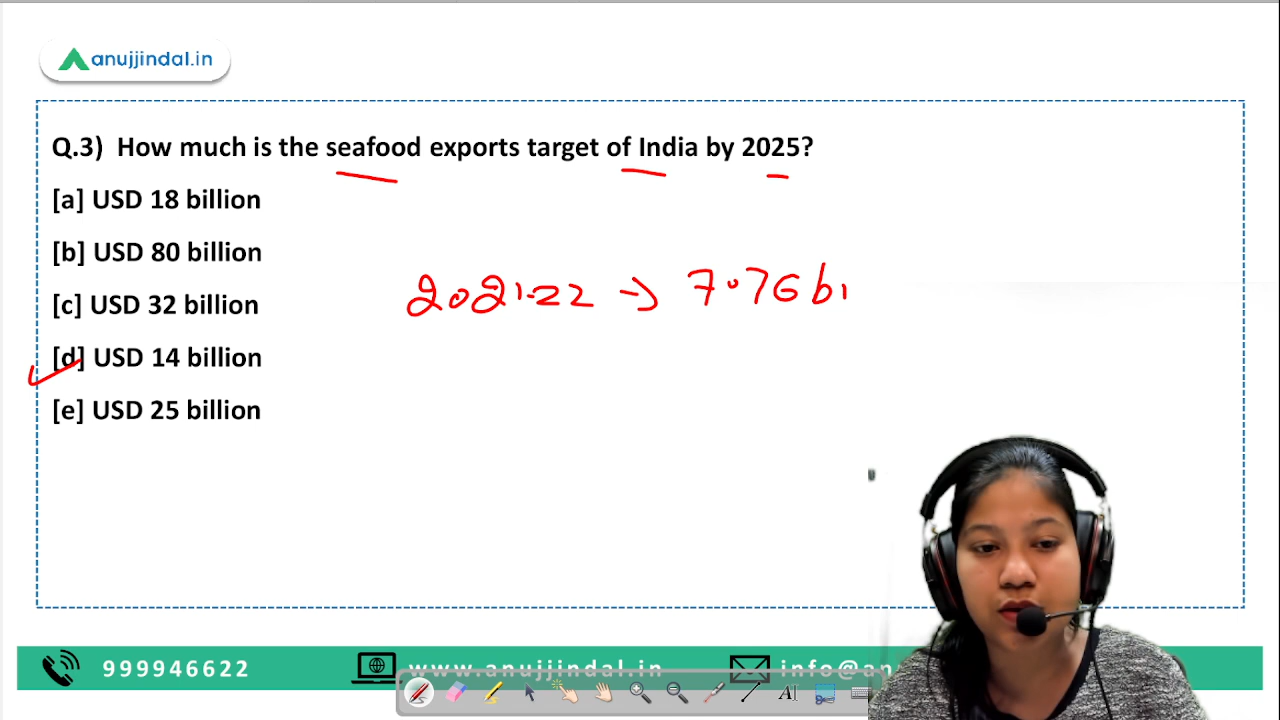 anujjindal.in
Q.3) How much is the seafood exports target of India by 2025?
[a] USD 18 billion
[b] USD 80 billion
[c] USD 32 billion
[d] USD 14 billion
[e] USD 25 billion
2021-22 → 7.76 bi
999946622
www.anujjindal.in
info@an